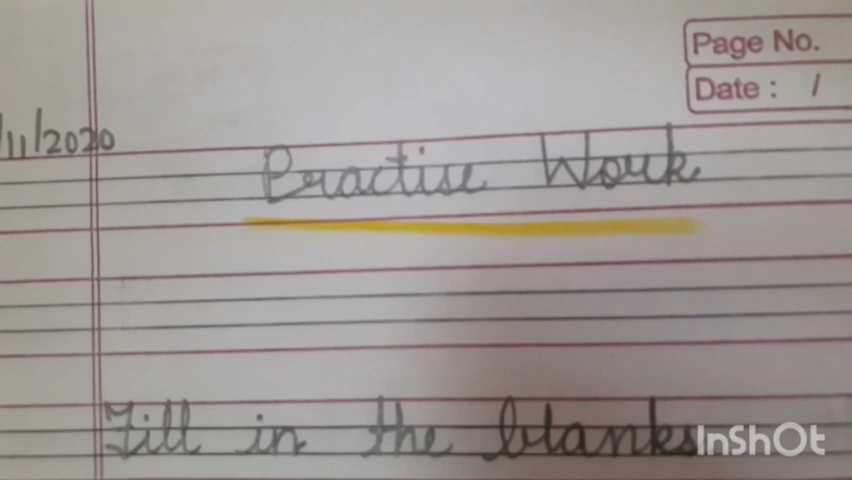 Page No.
Date : /
/11/2020
Practise Work
Fill in the blanks
InShOt